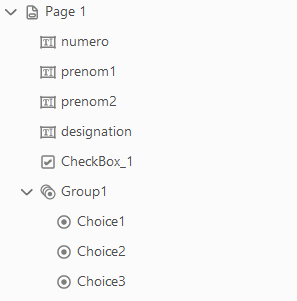 Page 1
numero
prenom1
prenom2
designation
CheckBox_1
Group1
Choice1
Choice2
Choice3